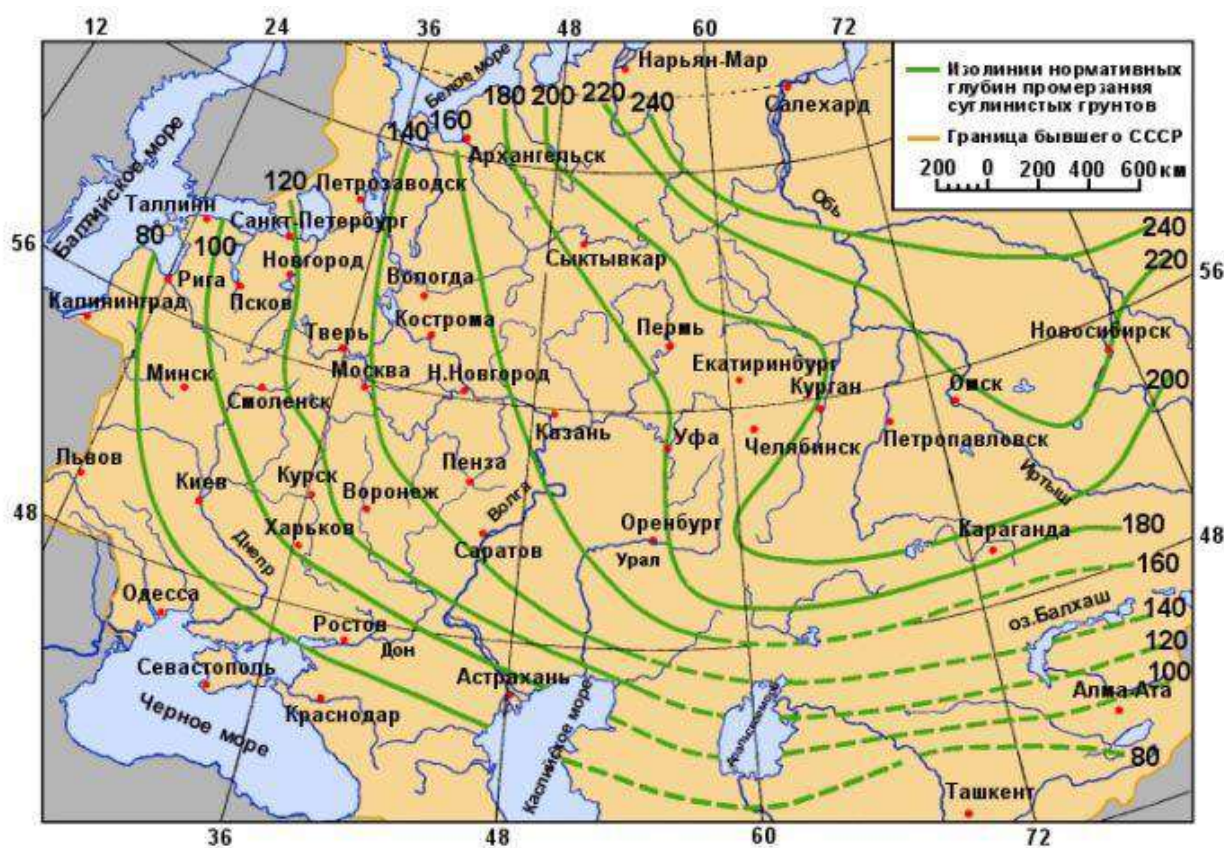 12
24
36
48
60
72
Нарьян-Мар
Белое море
180
200
220
240
Салехард
Изолинии нормативных
глубин промерзания
суглинистых грунтов
Граница бывшего СССР
200 0 200 400 600км
140
160
Архангельск
120
Петрозаводск
Балтийское море
Таллинн
Санкт-Петербург
Обь
240
56
80
100
Новгород
Сыктывкар
220
56
Рига
Псков
Вологда
Калининград
Кострома
Тверь
Пермь
Новосибирск
Минск
Москва
Н.Новгород
Екатиринбург
Курган
Омск
200
Смоленск
Казань
Уфа
Челябинск
Петропавловск
Львов
Киев
Курск
Воронеж
Пенза
Волга
Иртыш
48
Харьков
Саратов
Оренбург
Урал
Караганда
180
48
Днепр
160
Одесса
Ростов
Дон
оз.Балхаш
140
120
Севастополь
Астрахань
100
Алма-Ата
Краснодар
Черное море
Каспийское море
Аральское море
80
Ташкент
36
48
60
72